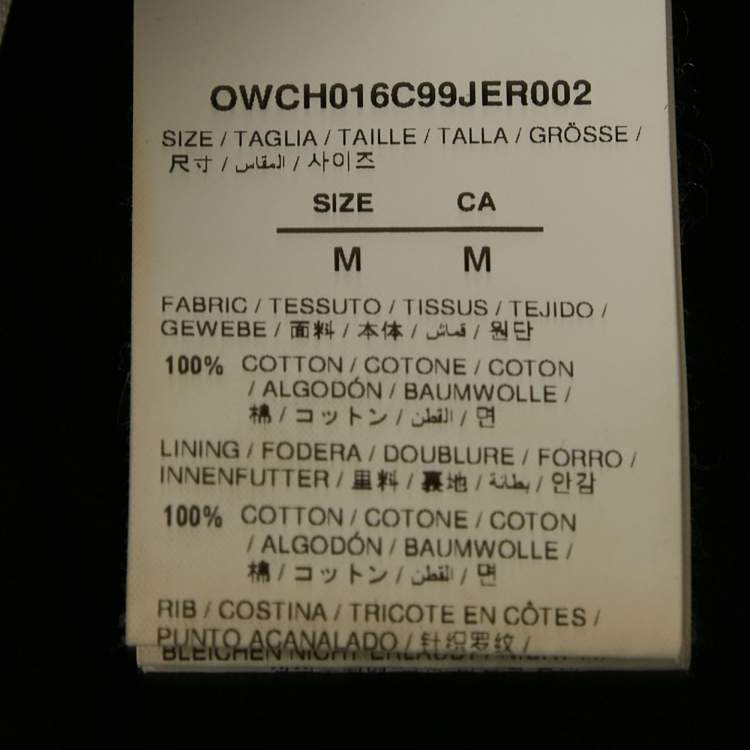 OWCH016C99JER002
SIZE / TAGLIA / TAILLE / TALLA / GRÖSSE /
尺寸 / المقاس / 사이즈
SIZE CA
M M
FABRIC / TESSUTO / TISSUS / TEJIDO /
GEWEBE / 面料 / 本体 / قماش / 원단
100% COTTON / COTONE / COTON
/ ALGODÓN / BAUMWOLLE /
棉 / コットン / القطن / 면
LINING / FODERA / DOUBLURE / FORRO /
INNENFUTTER / 里料 / 裏地 / بطانة / 안감
100% COTTON / COTONE / COTON
/ ALGODÓN / BAUMWOLLE /
棉 / コットン / القطن / 면
RIB / COSTINA / TRICOTE EN CÔTES /
PUNTO ACANALADO / 针织罗纹 /
BLEICHEN NICHT ERLAUBT /